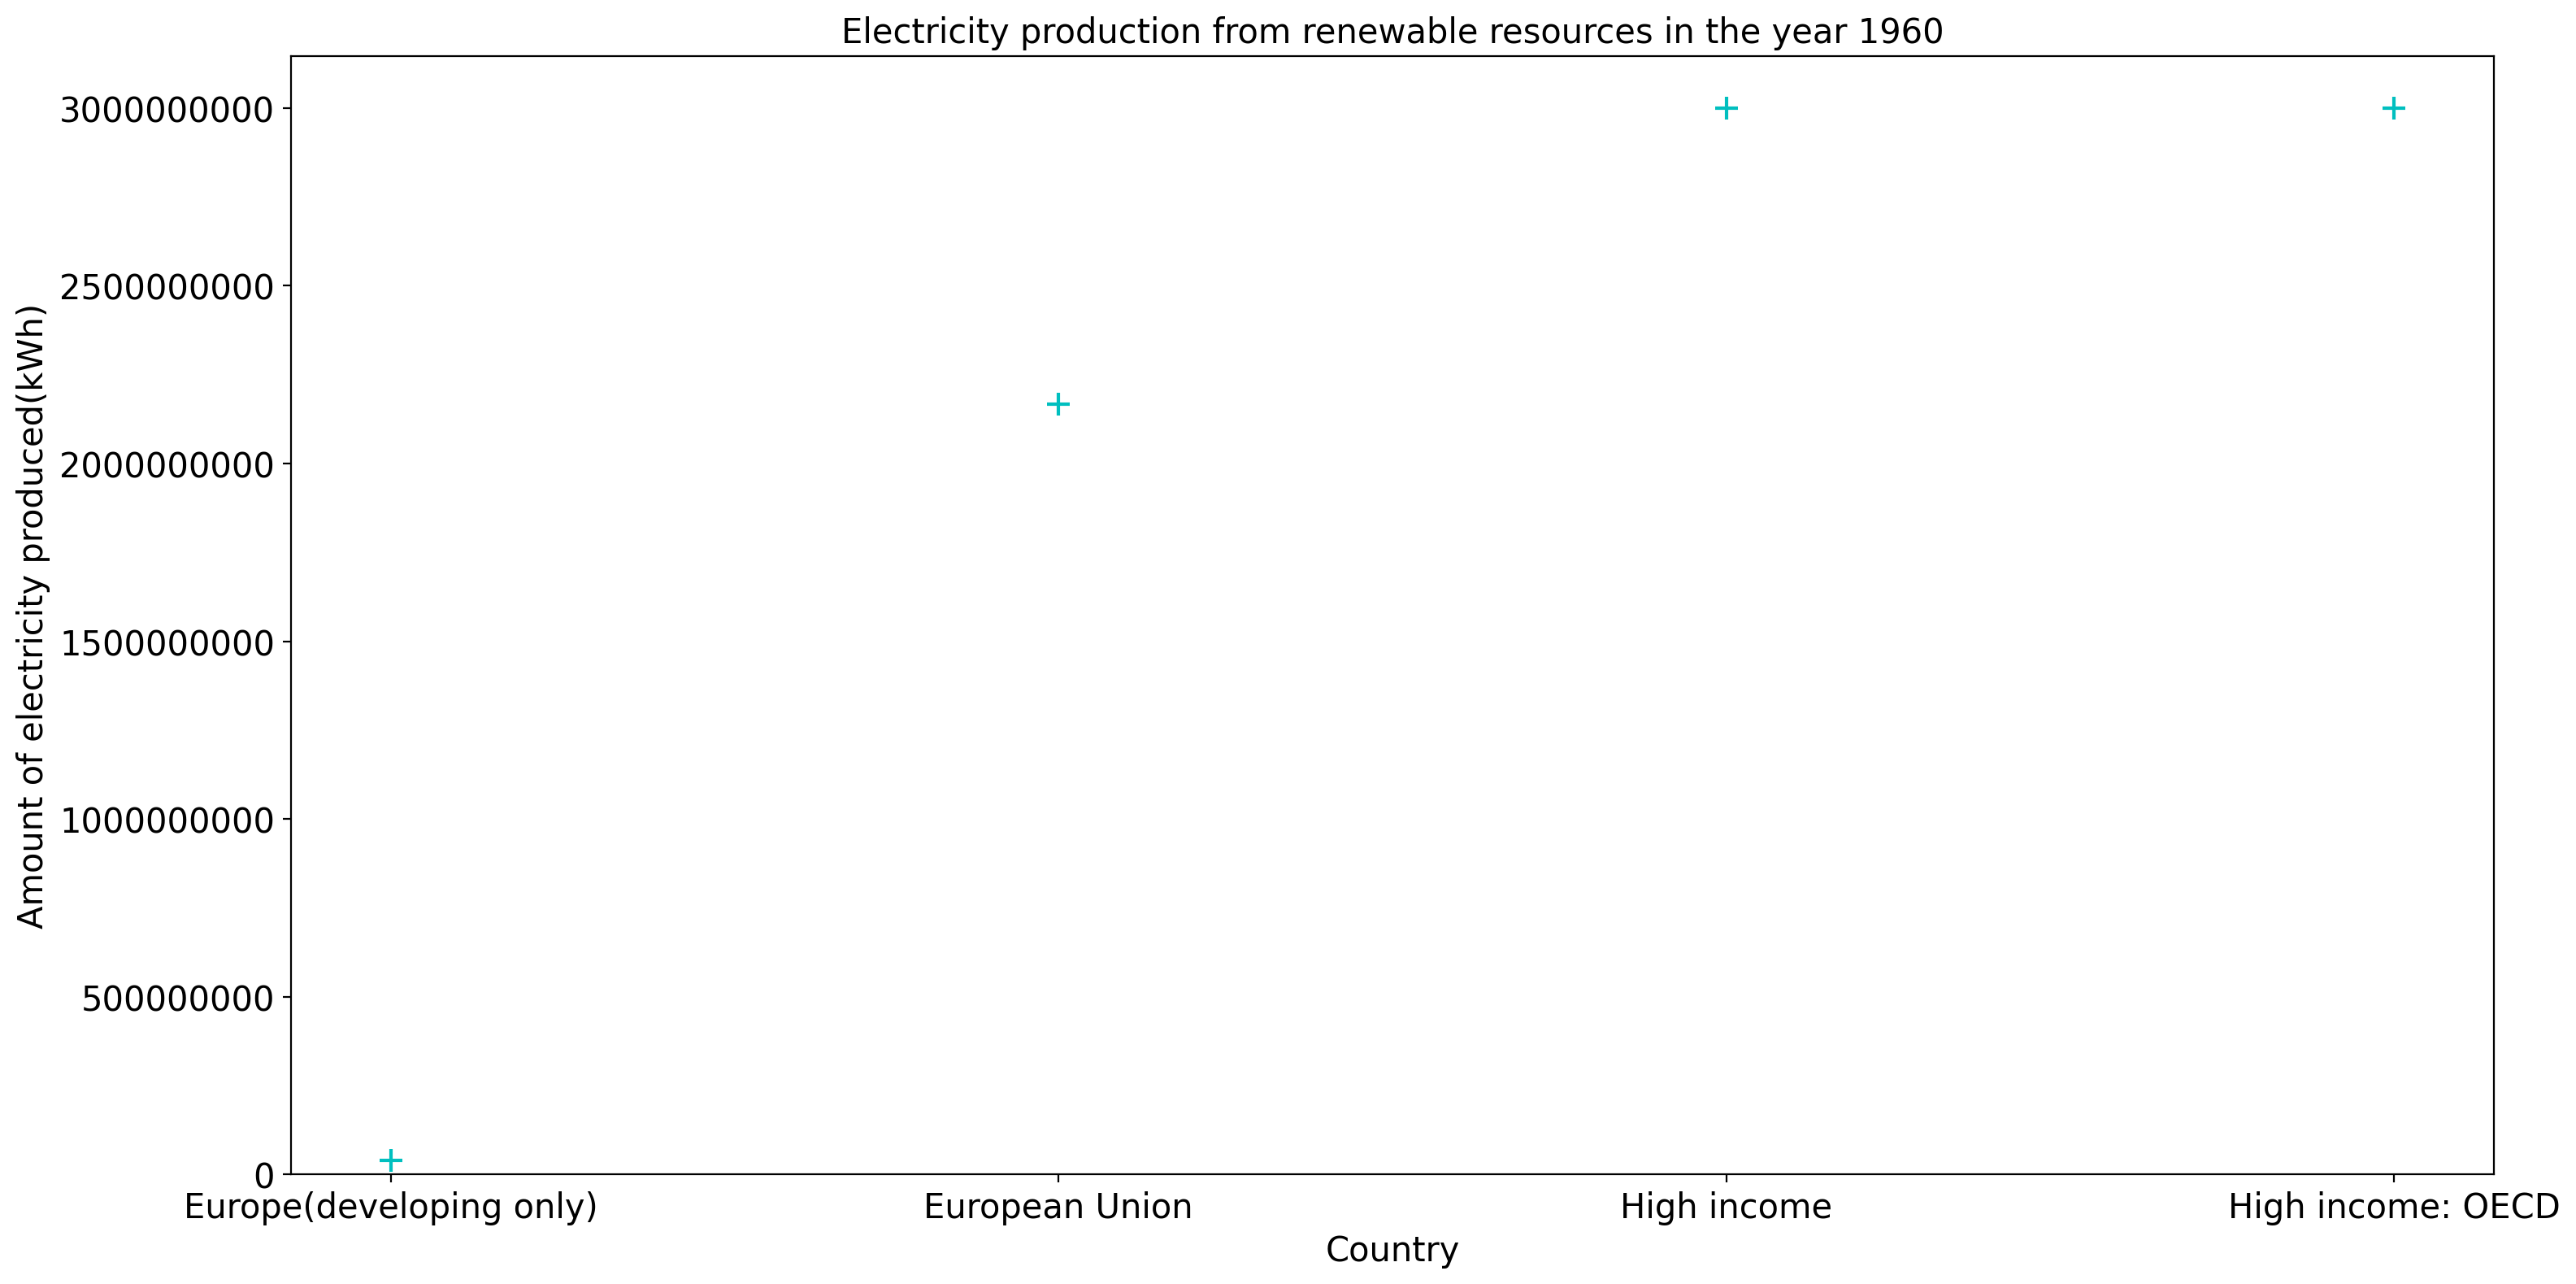 Electricity production from renewable resources in the year 1960
Amount of electricity produced(kWh)
3000000000
2500000000
2000000000
1500000000
1000000000
500000000
0
Europe(developing only)
European Union
High income
High income: OECD
Country